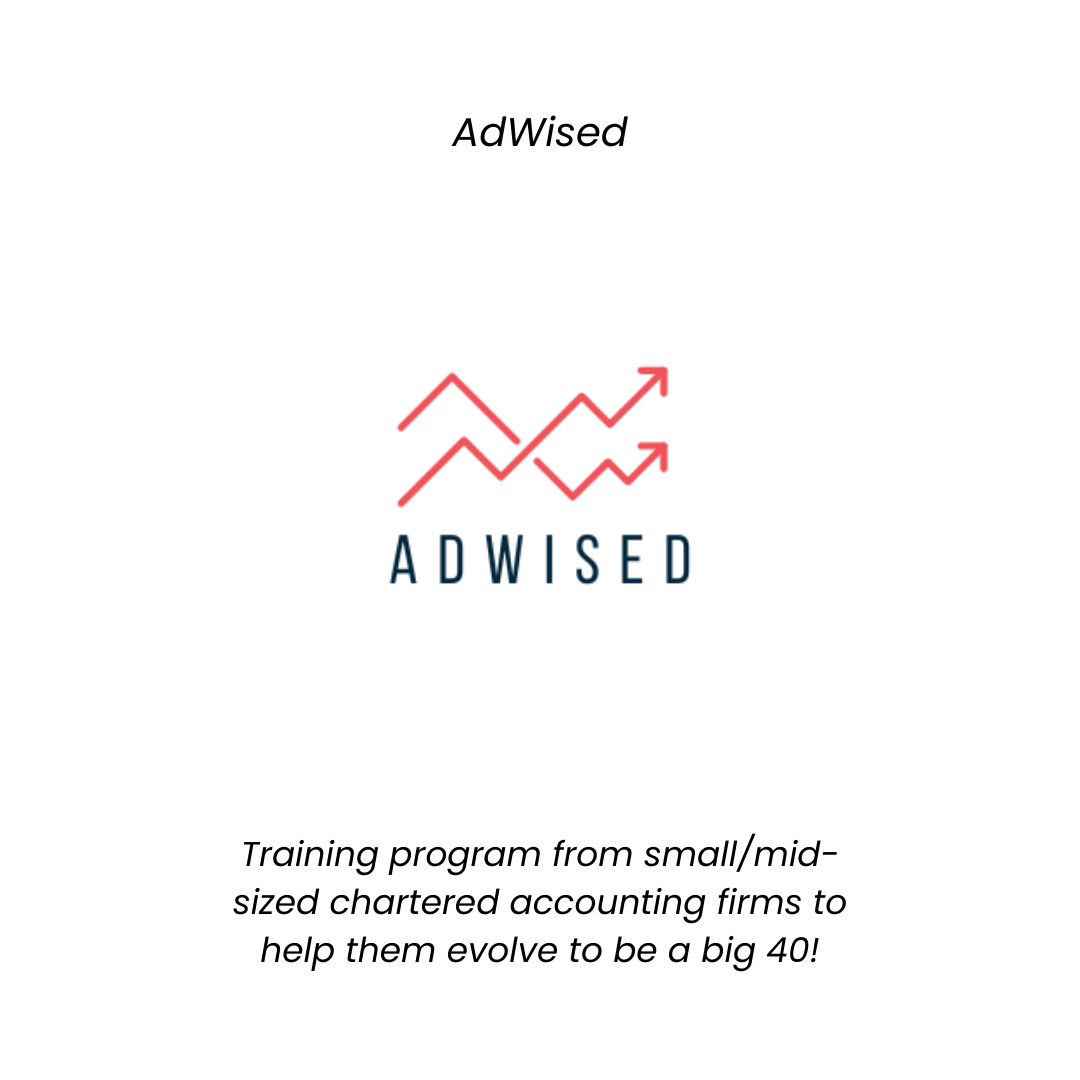 AdWised
ADWISED
Training program from small/mid-
sized chartered accounting firms to
help them evolve to be a big 40!